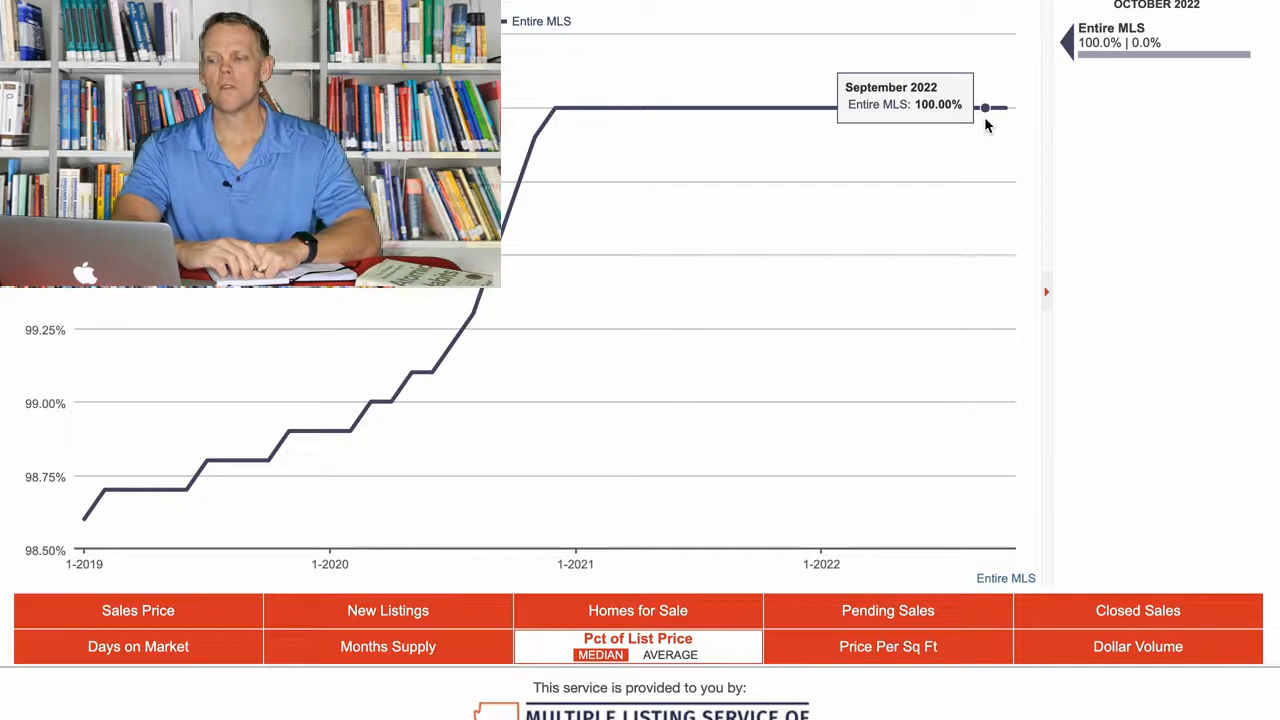 OCTOBER 2022
Entire MLS
Entire MLS
100.0% | 0.0%
September 2022
Entire MLS: 100.00%
Atomic
Habits
99.25%
99.00%
98.75%
98.50%
1-2019 1-2020 1-2021 1-2022
Entire MLS
Sales Price New Listings Homes for Sale Pending Sales Closed Sales
Days on Market Months Supply Pct of List Price Price Per Sq Ft Dollar Volume
MEDIAN AVERAGE
This service is provided to you by:
MULTIPLE LISTING SERVICE OF